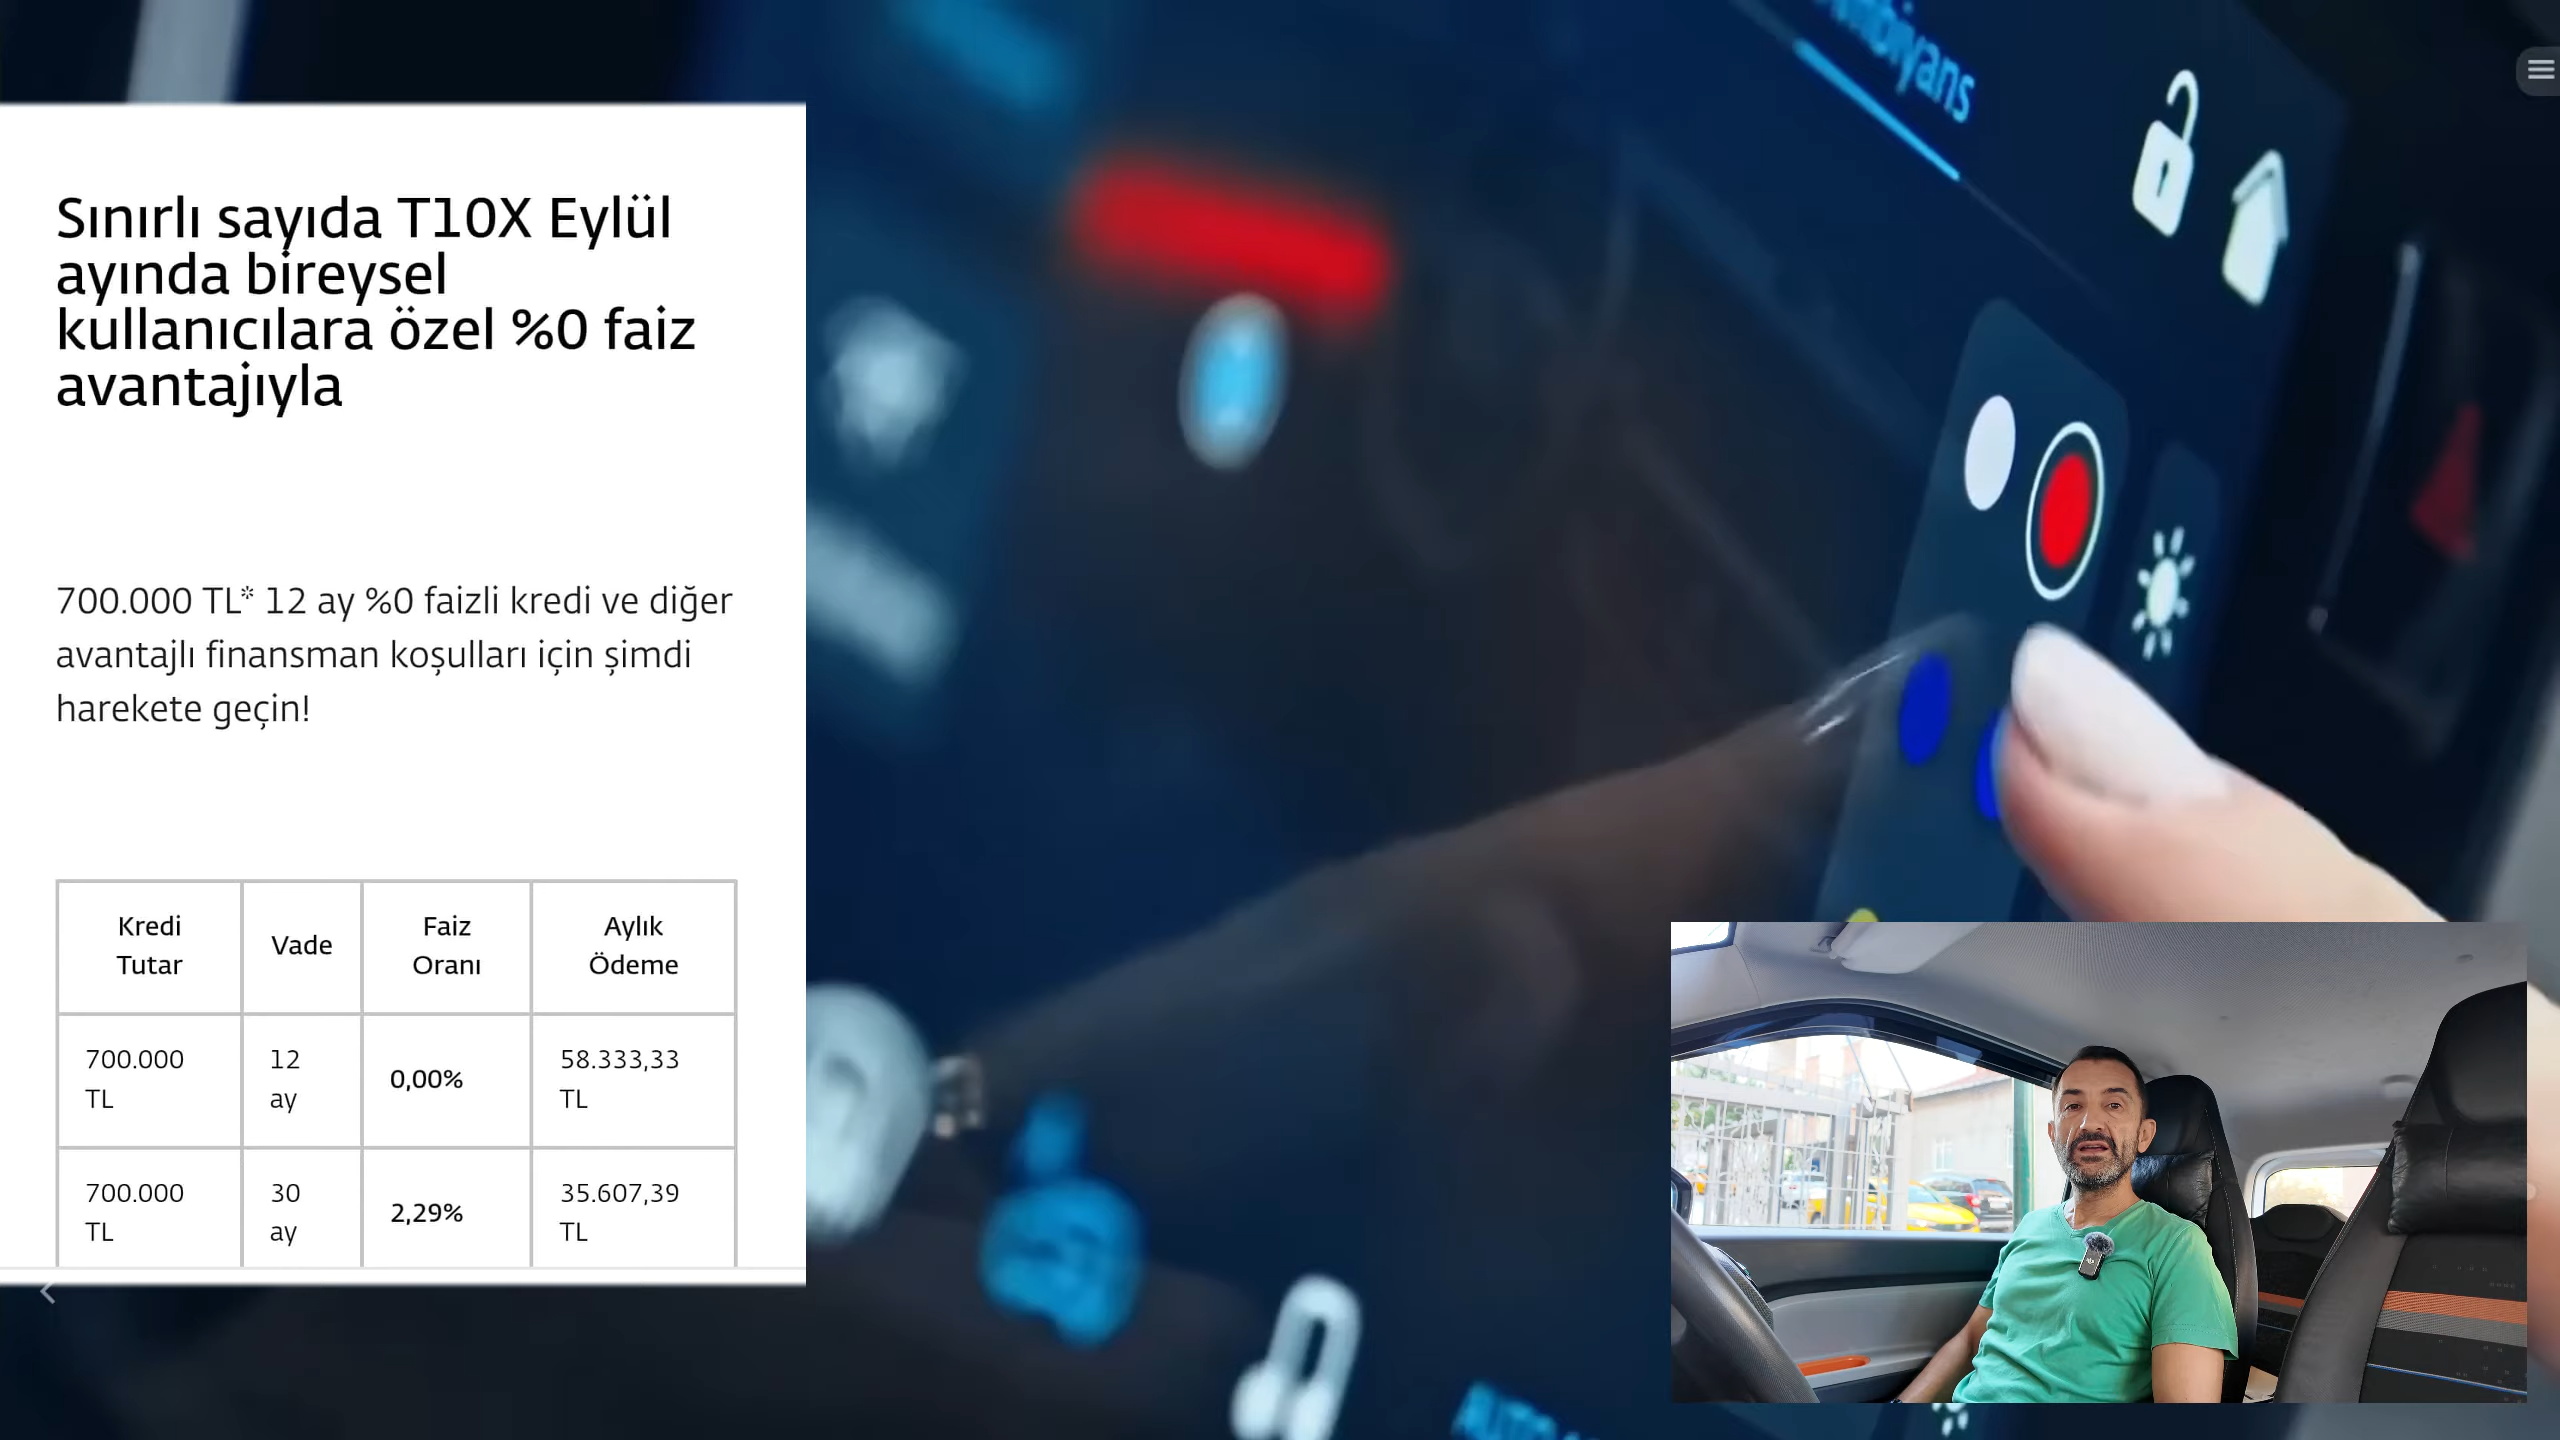 Sınırlı sayıda T10X Eylül
ayında bireysel
kullanıcılara özel %0 faiz
avantajıyla
700.000 TL* 12 ay %0 faizli kredi ve diğer
avantajlı finansman koşulları için şimdi
harekete geçin!
Kredi Tutar
Vade
Faiz Oranı
Aylık Ödeme
700.000 TL
12 ay
0,00%
58.333,33 TL
700.000 TL
30 ay
2,29%
35.607,39 TL
AUTO